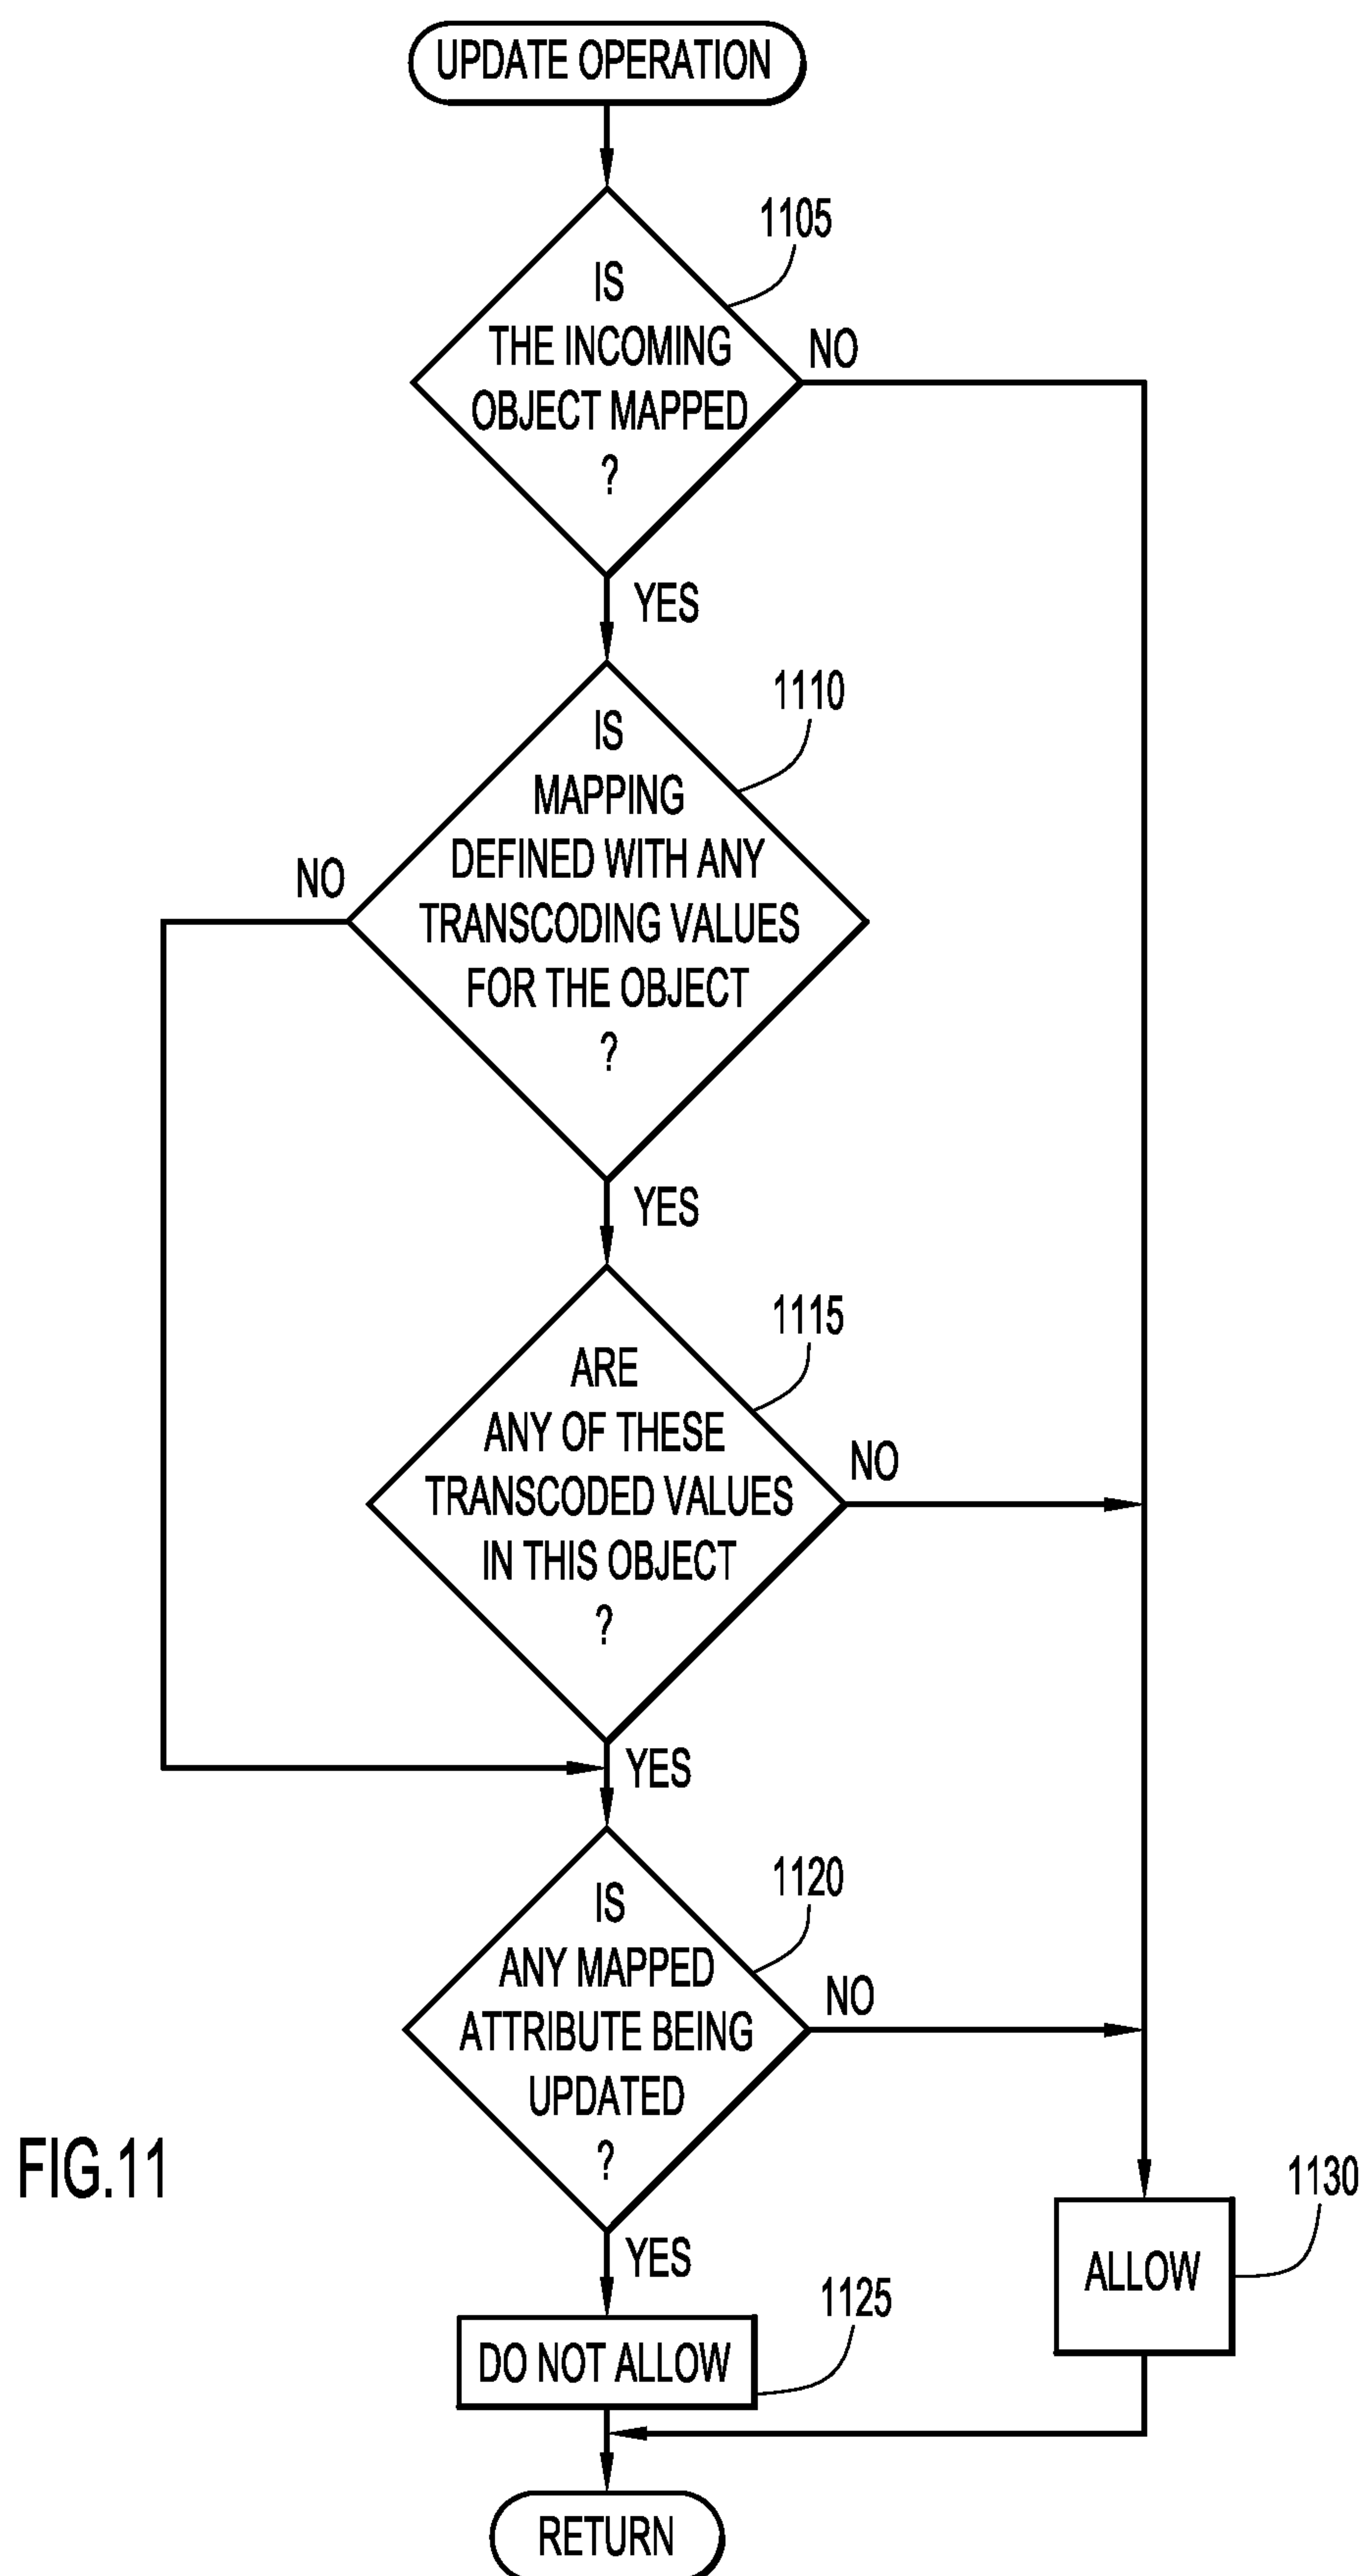 UPDATE OPERATION
1105
IS
THE INCOMING
OBJECT MAPPED
?
NO
YES
1110
IS
MAPPING
DEFINED WITH ANY
TRANSCODING VALUES
FOR THE OBJECT
?
NO
YES
1115
ARE
ANY OF THESE
TRANSCODED VALUES
IN THIS OBJECT
?
NO
YES
1120
IS
ANY MAPPED
ATTRIBUTE BEING
UPDATED
?
NO
YES
FIG.11
1130
ALLOW
1125
DO NOT ALLOW
RETURN